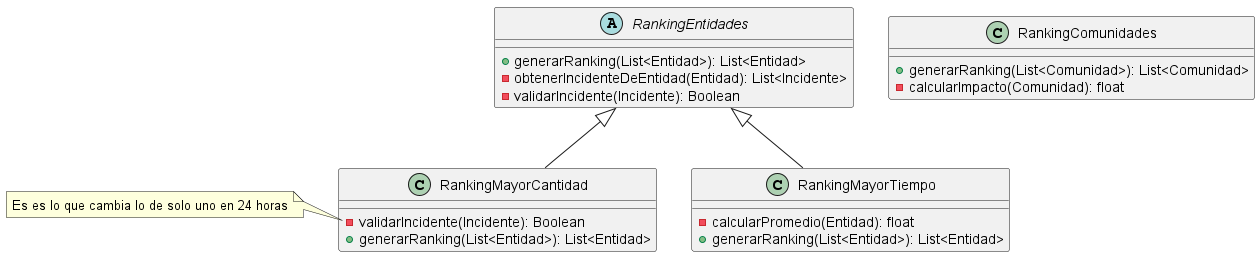 A RankingEntidades
generarRanking(List<Entidad>): List<Entidad>
obtenerIncidenteDeEntidad(Entidad): List<Incidente>
validarIncidente(Incidente): Boolean
C RankingComunidades
generarRanking(List<Comunidad>): List<Comunidad>
calcularImpacto(Comunidad): float
Es es lo que cambia lo de solo uno en 24 horas
C RankingMayorCantidad
validarIncidente(Incidente): Boolean
generarRanking(List<Entidad>): List<Entidad>
C RankingMayorTiempo
calcularPromedio(Entidad): float
generarRanking(List<Entidad>): List<Entidad>